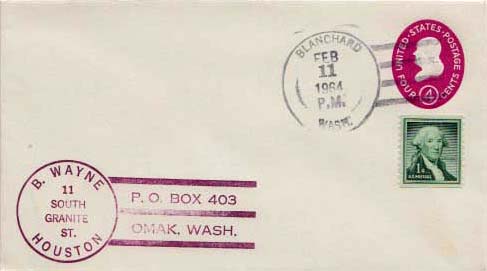 BLANCHARD
FEB
11
1964
P.M.
WASH.
UNITED·STATES·POSTAGE
FOUR 4 CENTS
1¢
U.S. POSTAGE
B. WAYNE
11
SOUTH
GRANITE
ST.
HOUSTON
P. O. BOX 403
OMAK, WASH.